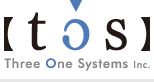 【tos】
Three One Systems Inc.